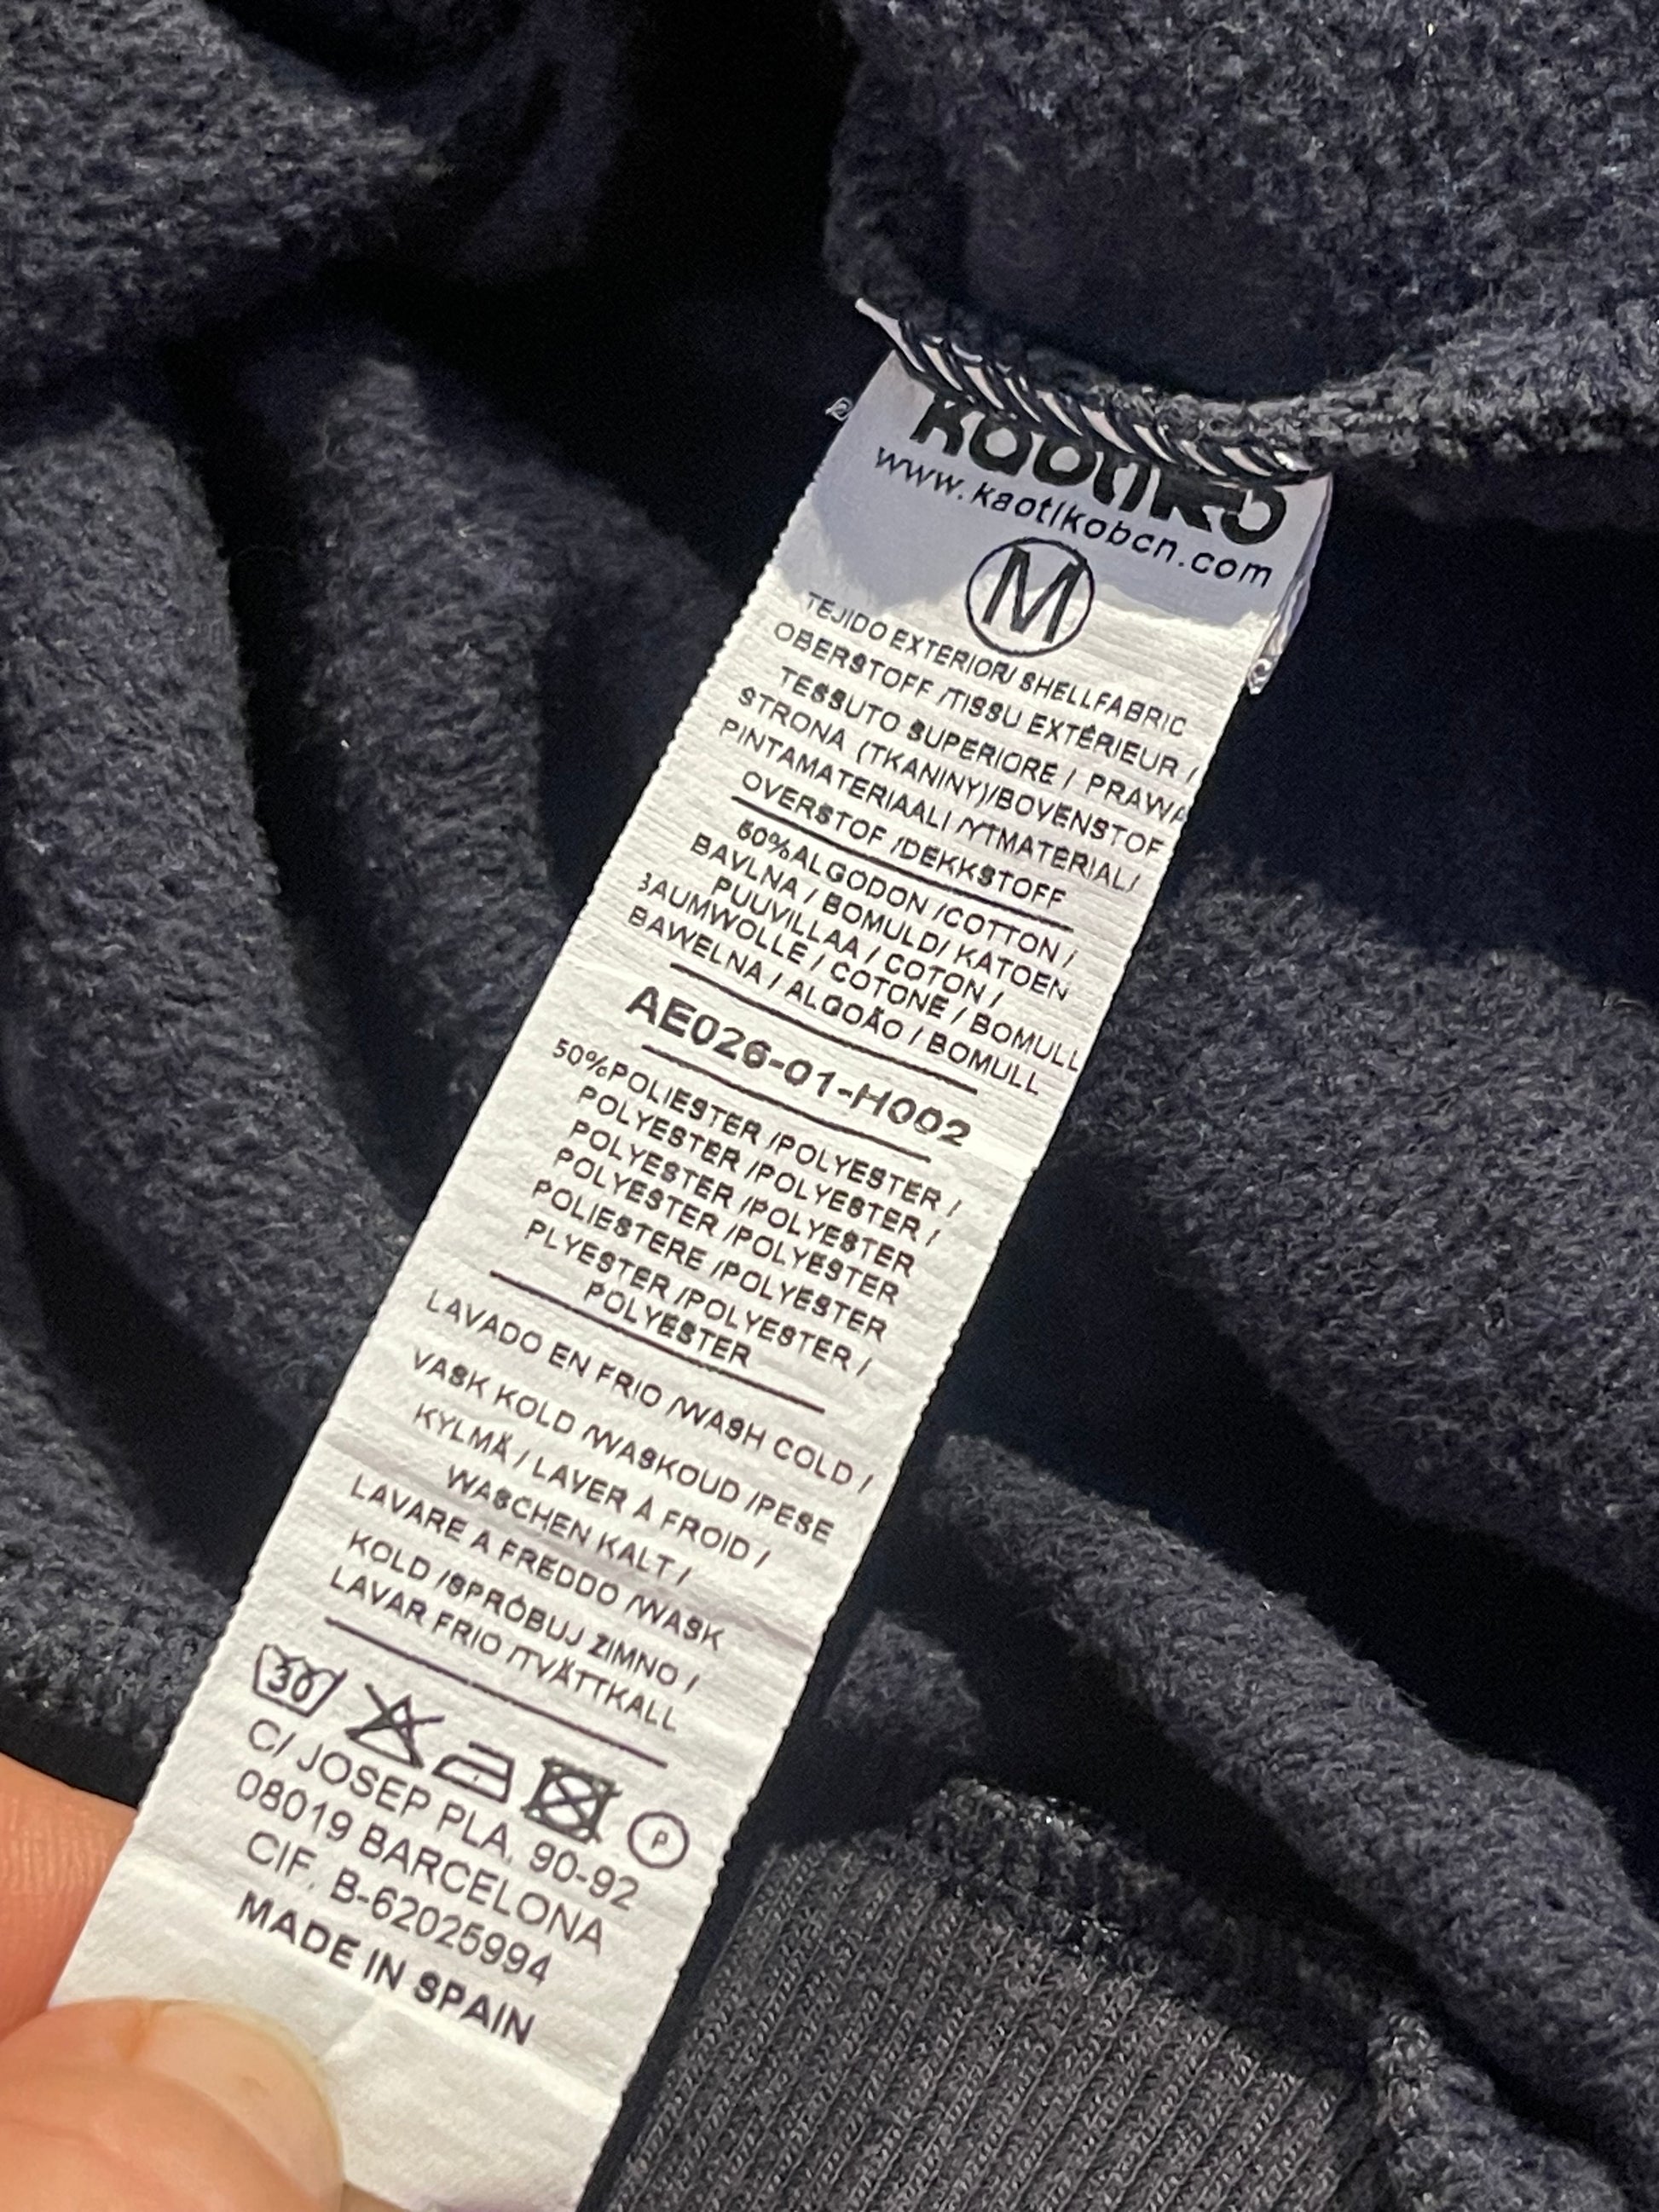 kaotiko
www.kaotikobcn.com
M
TEJIDO EXTERIOR/ SHELLFABRIC
OBERSTOFF /TISSU EXTÉRIEUR /
TESSUTO SUPERIORE / PRAWA
STRONA (TKANINY)/BOVENSTOF
PINTAMATERIAALI /YTMATERIAL/
OVERSTOF /DEKKSTOFF
50%ALGODON /COTTON /
BAVLNA / BOMULD/ KATOEN
PUUVILLAA / COTON /
BAUMWOLLE / COTONE / BOMULL
BAWELNA / ALGOÃO / BOMULL
AE026-01-H002
50%POLIESTER /POLYESTER /
POLYESTER /POLYESTER /
POLYESTER /POLYESTER
POLYESTER /POLYESTER
POLIESTERE /POLYESTER
PLYESTER /POLYESTER /
POLYESTER
LAVADO EN FRIO /WASH COLD /
VASK KOLD /WASKOUD /PESE
KYLMÄ / LAVER À FROID /
WASCHEN KALT /
LAVARE A FREDDO /WASK
KOLD /SPRÓBUJ ZIMNO /
LAVAR FRIO /TVÄTTKALL
30 P
C/ JOSEP PLA, 90-92
08019 BARCELONA
CIF. B-62025994
MADE IN SPAIN